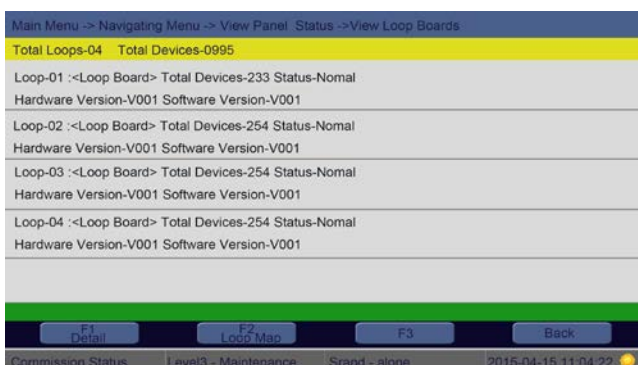 Main Menu -> Navigating Menu -> View Panel Status ->View Loop Boards
Total Loops-04 Total Devices-0995
Loop-01 :<Loop Board> Total Devices-233 Status-Nomal
Hardware Version-V001 Software Version-V001
Loop-02 :<Loop Board> Total Devices-254 Status-Nomal
Hardware Version-V001 Software Version-V001
Loop-03 :<Loop Board> Total Devices-254 Status-Nomal
Hardware Version-V001 Software Version-V001
Loop-04 :<Loop Board> Total Devices-254 Status-Nomal
Hardware Version-V001 Software Version-V001
F1 F2 F3 Back
Detail Loop Map
Commission Status Level3 - Maintenance Srand - alone 2015-04-15 11:04:22